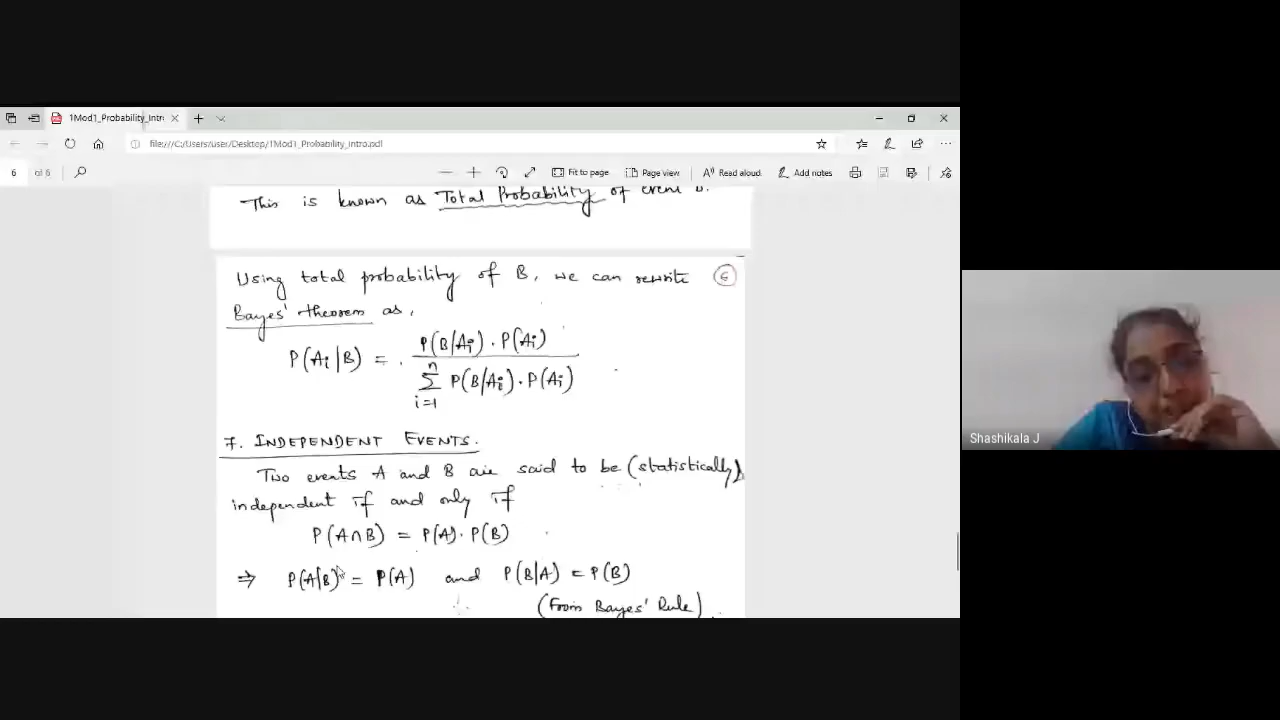 1Mod1_Probability_Intro
file:///C:/Users/user/Desktop/1Mod1_Probability_Intro.pdf
6 of 6 Fit to page Page view Read aloud Add notes
This is known as Total Probability of event B.
Using total probability of B, we can rewrite 6
Bayes' theorem as,
P(Ai|B) = P(B|Ai) · P(Ai)
n
∑ P(B|Ai) · P(Ai)
i=1
7. INDEPENDENT EVENTS.
Two events A and B are said to be (statistically)
independent if and only if
P(A∩B) = P(A) · P(B)
⇒ P(A|B) = P(A) and P(B|A) = P(B)
(From Bayes' Rule)
Shashikala J